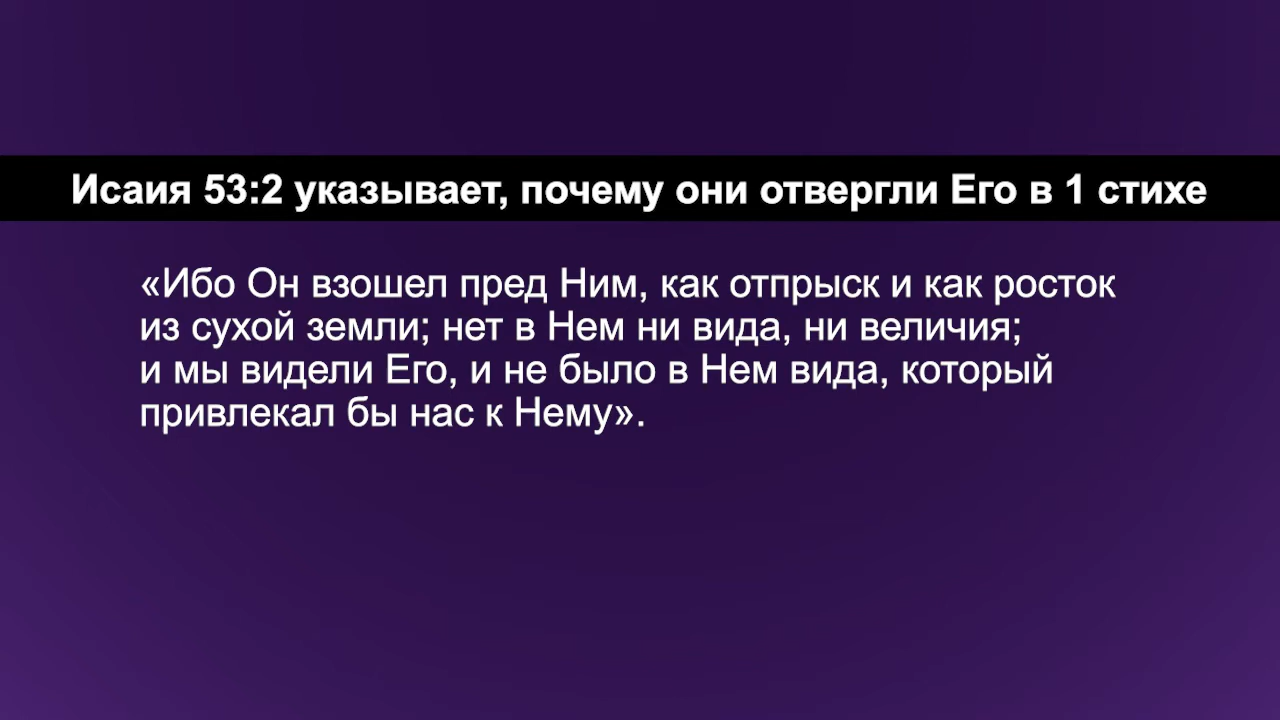 Исаия 53:2 указывает, почему они отвергли Его в 1 стихе
«Ибо Он взошел пред Ним, как отпрыск и как росток
из сухой земли; нет в Нем ни вида, ни величия;
и мы видели Его, и не было в Нем вида, который
привлекал бы нас к Нему».